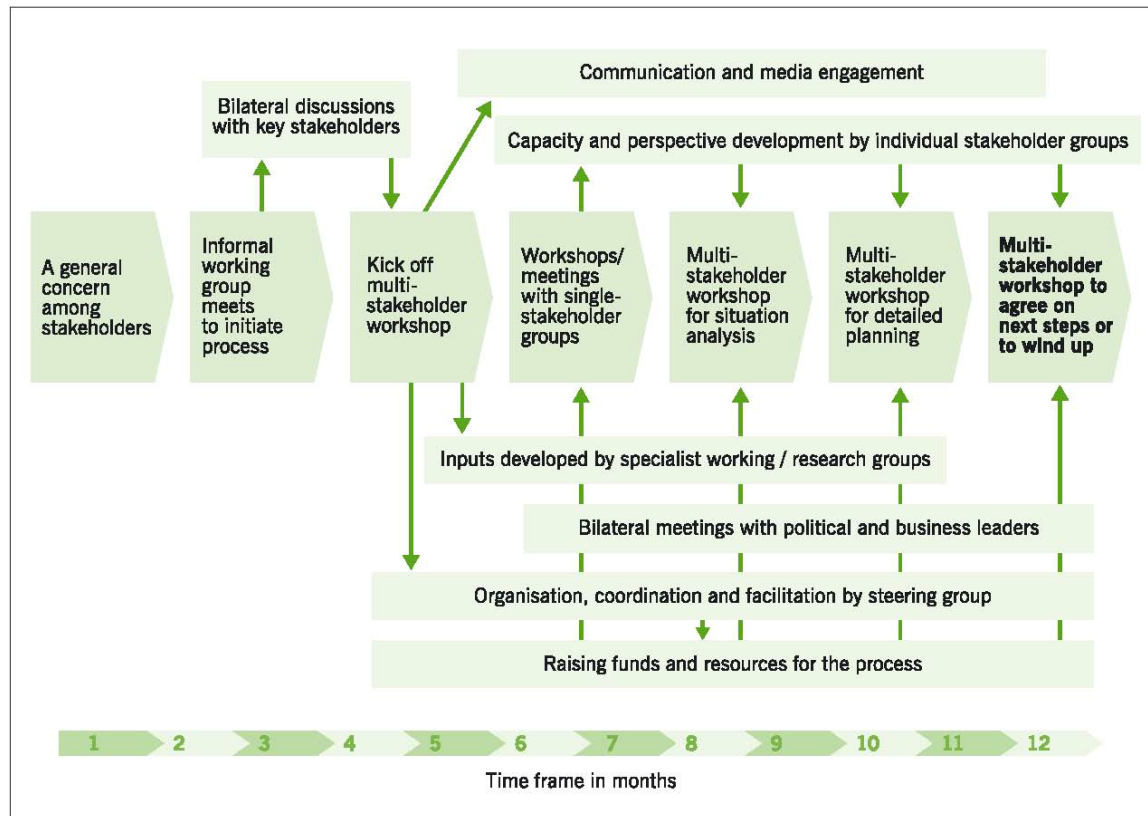 Communication and media engagement
Bilateral discussions
with key stakeholders
Capacity and perspective development by individual stakeholder groups
A general
concern
among
stakeholders
Informal
working
group
meets
to initiate
process
Kick off
multi-
stakeholder
workshop
Workshops/
meetings
with single-
stakeholder
groups
Multi-
stakeholder
workshop
for situation
analysis
Multi-
stakeholder
workshop
for detailed
planning
Multi-
stakeholder
workshop to
agree on
next steps or
to wind up
Inputs developed by specialist working / research groups
Bilateral meetings with political and business leaders
Organisation, coordination and facilitation by steering group
Raising funds and resources for the process
1 2 3 4 5 6 7 8 9 10 11 12
Time frame in months